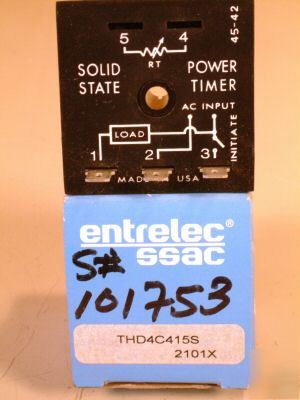 5 4
45-42
RT
SOLID STATE
POWER TIMER
AC INPUT
LOAD
1 2 3
INITIATE
MADE IN USA
entrelec®
ssac
S#
101753
THD4C415S
2101X
UniquePhoto